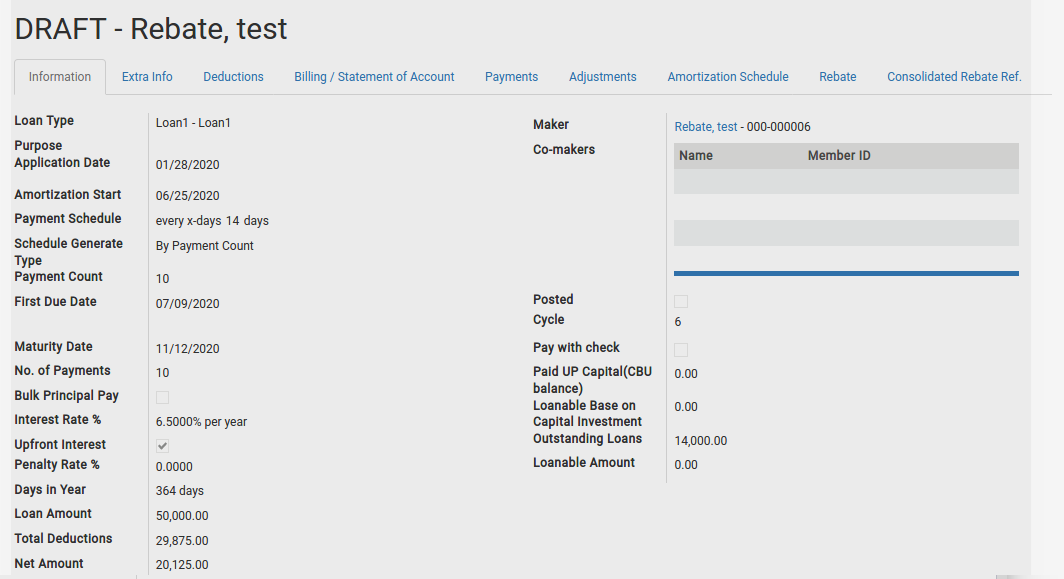 DRAFT - Rebate, test
Information Extra Info Deductions Billing / Statement of Account Payments Adjustments Amortization Schedule Rebate Consolidated Rebate Ref.
Loan Type Loan1 - Loan1
Purpose
Application Date 01/28/2020
Amortization Start 06/25/2020
Payment Schedule every x-days 14 days
Schedule Generate
Type By Payment Count
Payment Count 10
First Due Date 07/09/2020
Maturity Date 11/12/2020
No. of Payments 10
Bulk Principal Pay
Interest Rate % 6.5000% per year
Upfront Interest
Penalty Rate % 0.0000
Days in Year 364 days
Loan Amount 50,000.00
Total Deductions 29,875.00
Net Amount 20,125.00
Maker Rebate, test - 000-000006
Co-makers
Name Member ID
Posted
Cycle 6
Pay with check
Paid UP Capital(CBU
balance) 0.00
Loanable Base on
Capital Investment 0.00
Outstanding Loans 14,000.00
Loanable Amount 0.00